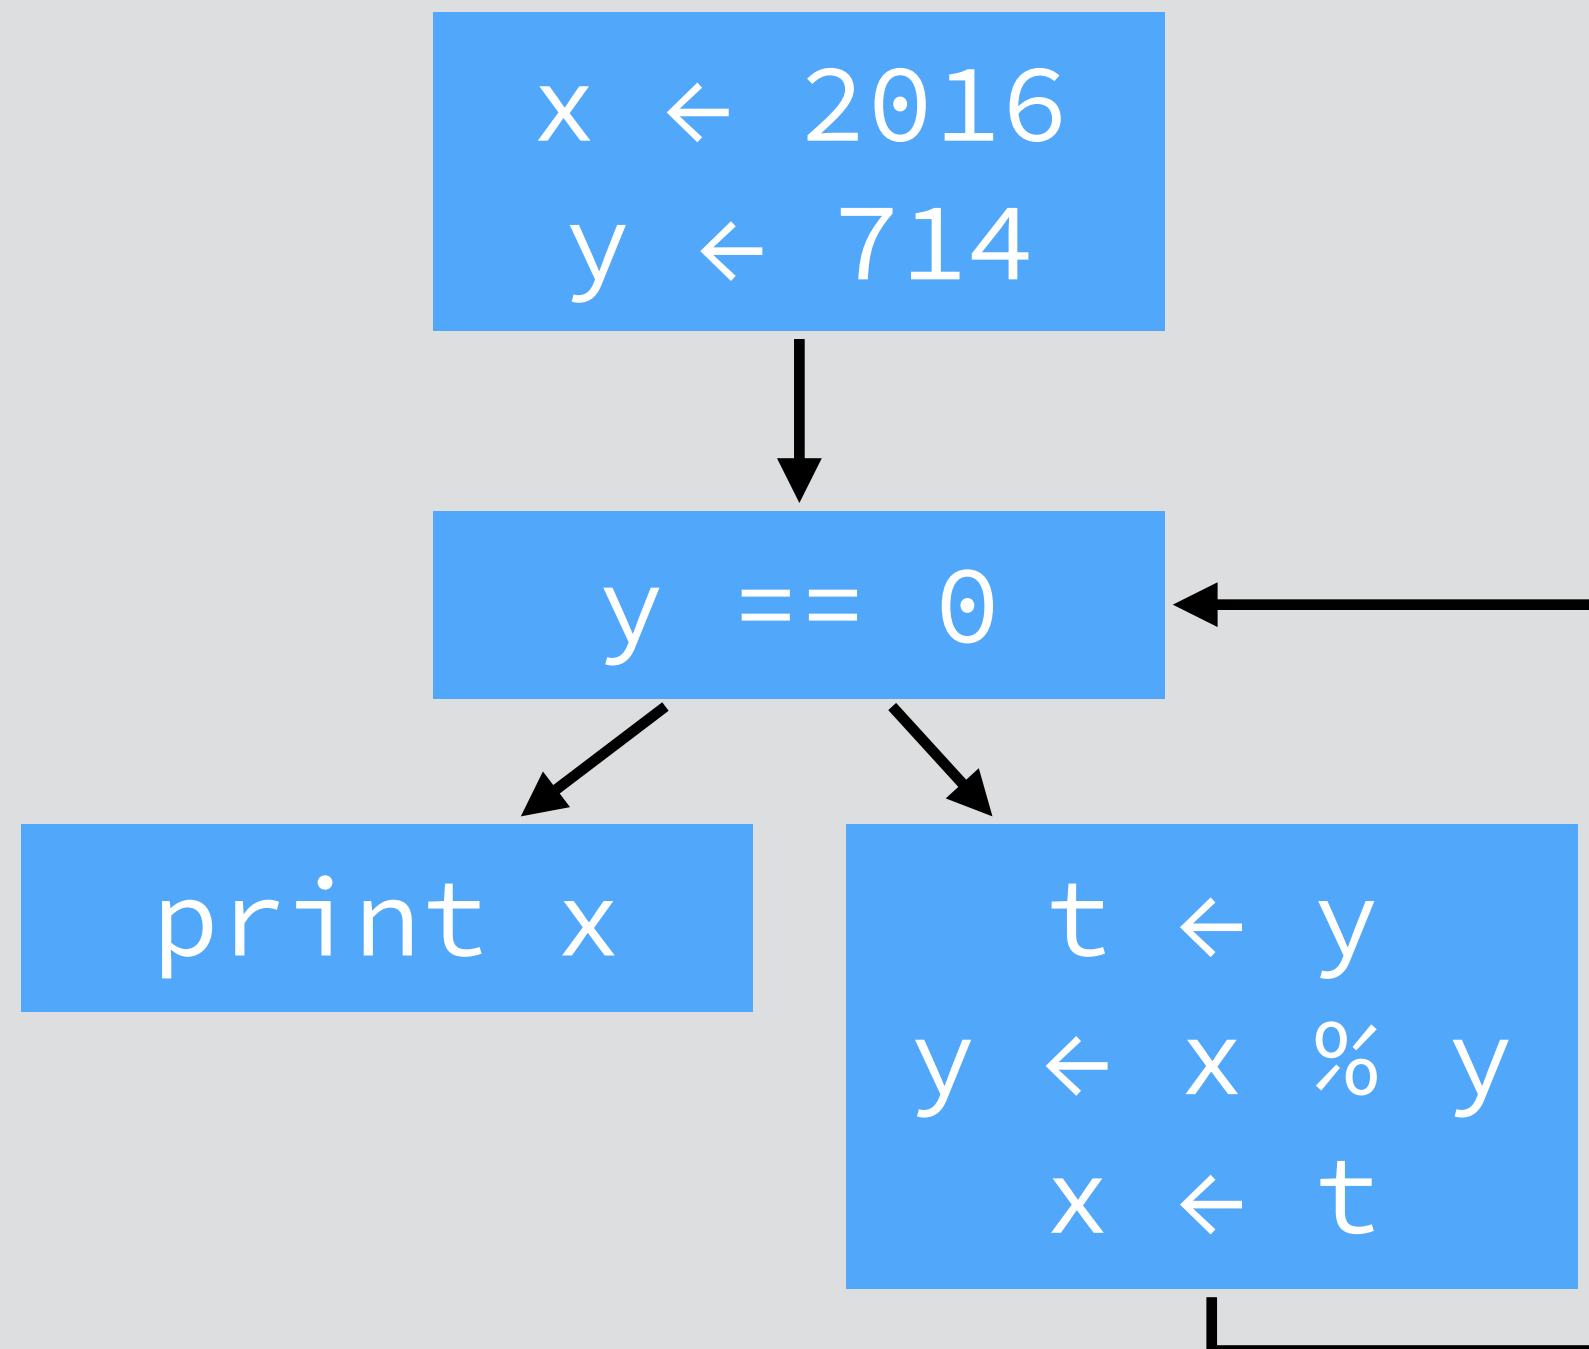 x ← 2016
y ← 714
y == 0
print x
t ← y
y ← x % y
x ← t